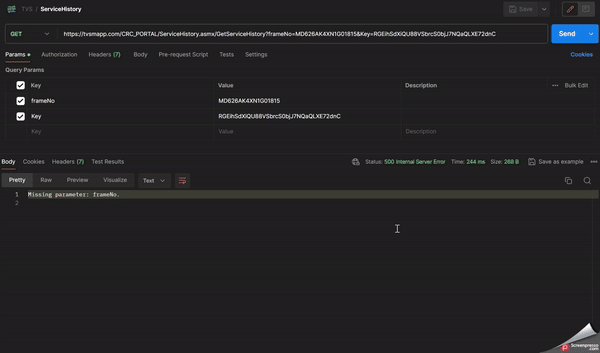 TVS / ServiceHistory
Save
GET
https://tvsmapp.com/CRC_PORTAL/ServiceHistory.asmx/GetServiceHistory?frameNo=MD626AK4XN1G01815&Key=RGEihSdXiQU88VSbrcS0bjJ7NQaQLXE72dnC
Send
Params
Authorization
Headers (7)
Body
Pre-request Script
Tests
Settings
Cookies
Query Params
Key Value Description
Bulk Edit
frameNo MD626AK4XN1G01815
Key RGEihSdXiQU88VSbrcS0bjJ7NQaQLXE72dnC
Key Value Description
Body Cookies Headers (7) Test Results
Status: 500 Internal Server Error Time: 244 ms Size: 268 B
Save as example
Pretty Raw Preview Visualize Text
1 Missing parameter: frameNo.
2
Screenpresso
.com